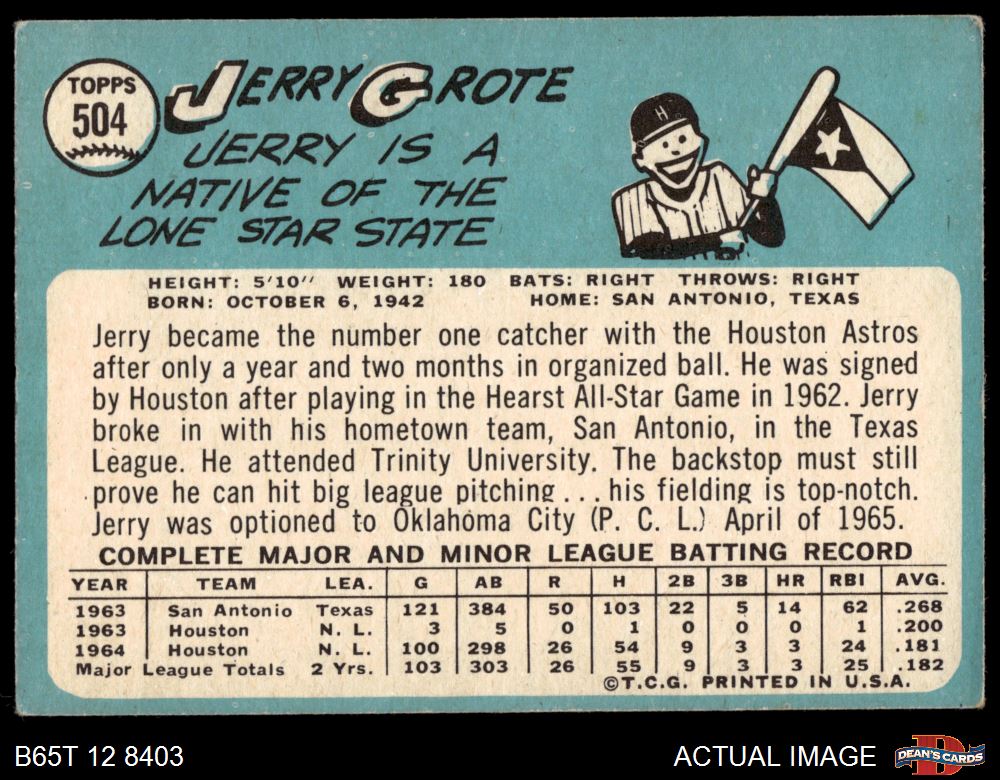 TOPPS
504
JERRY GROTE
JERRY IS A
NATIVE OF THE
LONE STAR STATE
H
HEIGHT: 5'10" WEIGHT: 180 BATS: RIGHT THROWS: RIGHT
BORN: OCTOBER 6, 1942 HOME: SAN ANTONIO, TEXAS
Jerry became the number one catcher with the Houston Astros
after only a year and two months in organized ball. He was signed
by Houston after playing in the Hearst All-Star Game in 1962. Jerry
broke in with his hometown team, San Antonio, in the Texas
League. He attended Trinity University. The backstop must still
prove he can hit big league pitching . . . his fielding is top-notch.
Jerry was optioned to Oklahoma City (P. C. L.) April of 1965.
COMPLETE MAJOR AND MINOR LEAGUE BATTING RECORD
YEAR TEAM LEA. G AB R H 2B 3B HR RBI AVG.
1963 San Antonio Texas 121 384 50 103 22 5 14 62 .268
1963 Houston N. L. 3 5 0 1 0 0 0 1 .200
1964 Houston N. L. 100 298 26 54 9 3 3 24 .181
Major League Totals 2 Yrs. 103 303 26 55 9 3 3 25 .182
©T.C.G. PRINTED IN U.S.A.
B65T 12 8403 ACTUAL IMAGE D DEAN'S CARDS